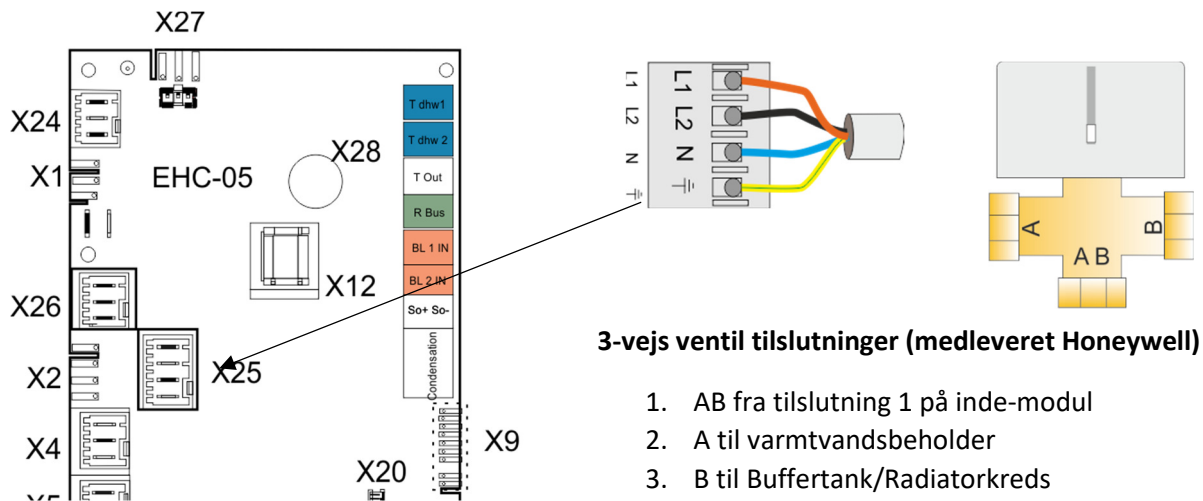 X27
X24
X1
EHC-05
X28
X12
X26
X25
X2
X4
X20
X9
T dhw1
T dhw 2
T Out
R Bus
BL 1 IN
BL 2 IN
So+ So-
Condensation
L1 L1
L2 L2
N N
A
B
A B
3-vejs ventil tilslutninger (medleveret Honeywell)
1. AB fra tilslutning 1 på inde-modul
2. A til varmtvandsbeholder
3. B til Buffertank/Radiatorkreds